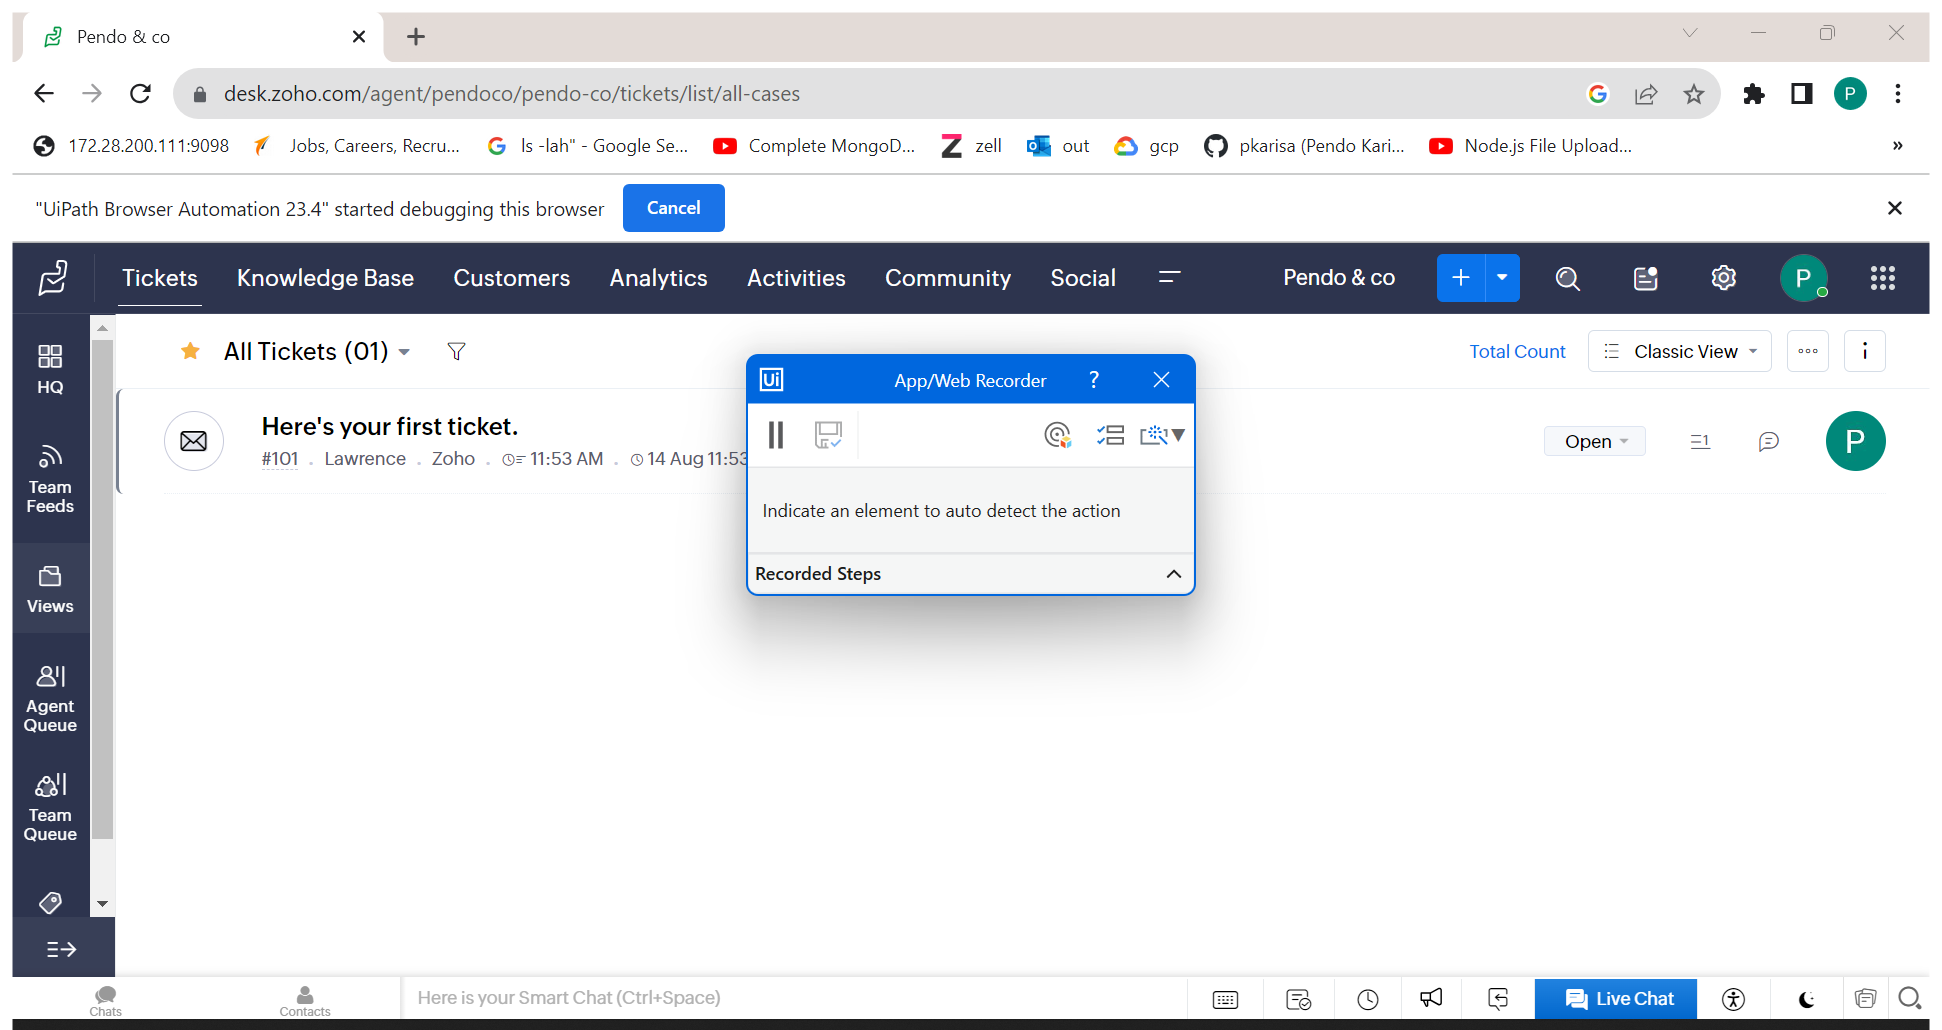 Pendo & co
desk.zoho.com/agent/pendoco/pendo-co/tickets/list/all-cases
P
172.28.200.111:9098
Jobs, Careers, Recru...
ls -lah" - Google Se...
Complete MongoD...
zell
out
gcp
pkarisa (Pendo Kari...
Node.js File Upload...
»
"UiPath Browser Automation 23.4" started debugging this browser
Cancel
Tickets
Knowledge Base
Customers
Analytics
Activities
Community
Social
Pendo & co
P
HQ
Team
Feeds
Views
Agent
Queue
Team
Queue
All Tickets (01)
Total Count
Classic View
i
Here's your first ticket.
#101 . Lawrence . Zoho . 11:53 AM . 14 Aug 11:53
Open
1
P
Ui
App/Web Recorder
?
Indicate an element to auto detect the action
Recorded Steps
Chats
Contacts
Here is your Smart Chat (Ctrl+Space)
Live Chat